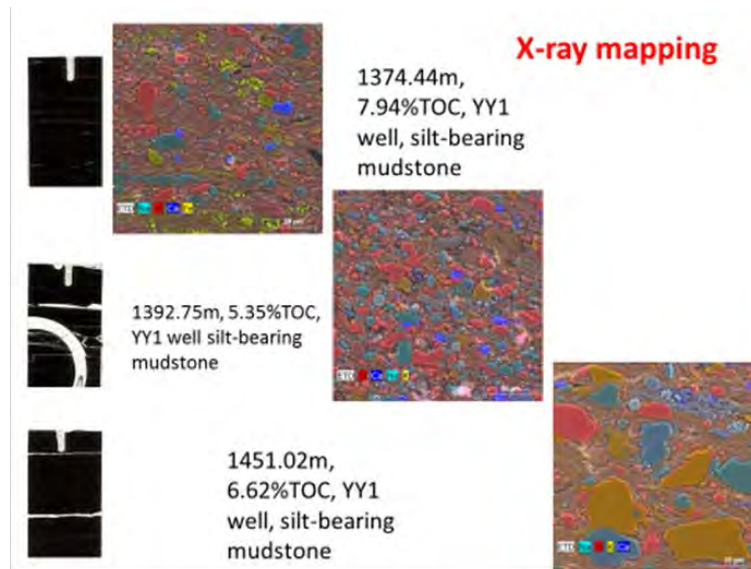 X-ray mapping
1374.44m,
7.94%TOC, YY1
well, silt-bearing
mudstone
1392.75m, 5.35%TOC,
YY1 well silt-bearing
mudstone
1451.02m,
6.62%TOC, YY1
well, silt-bearing
mudstone